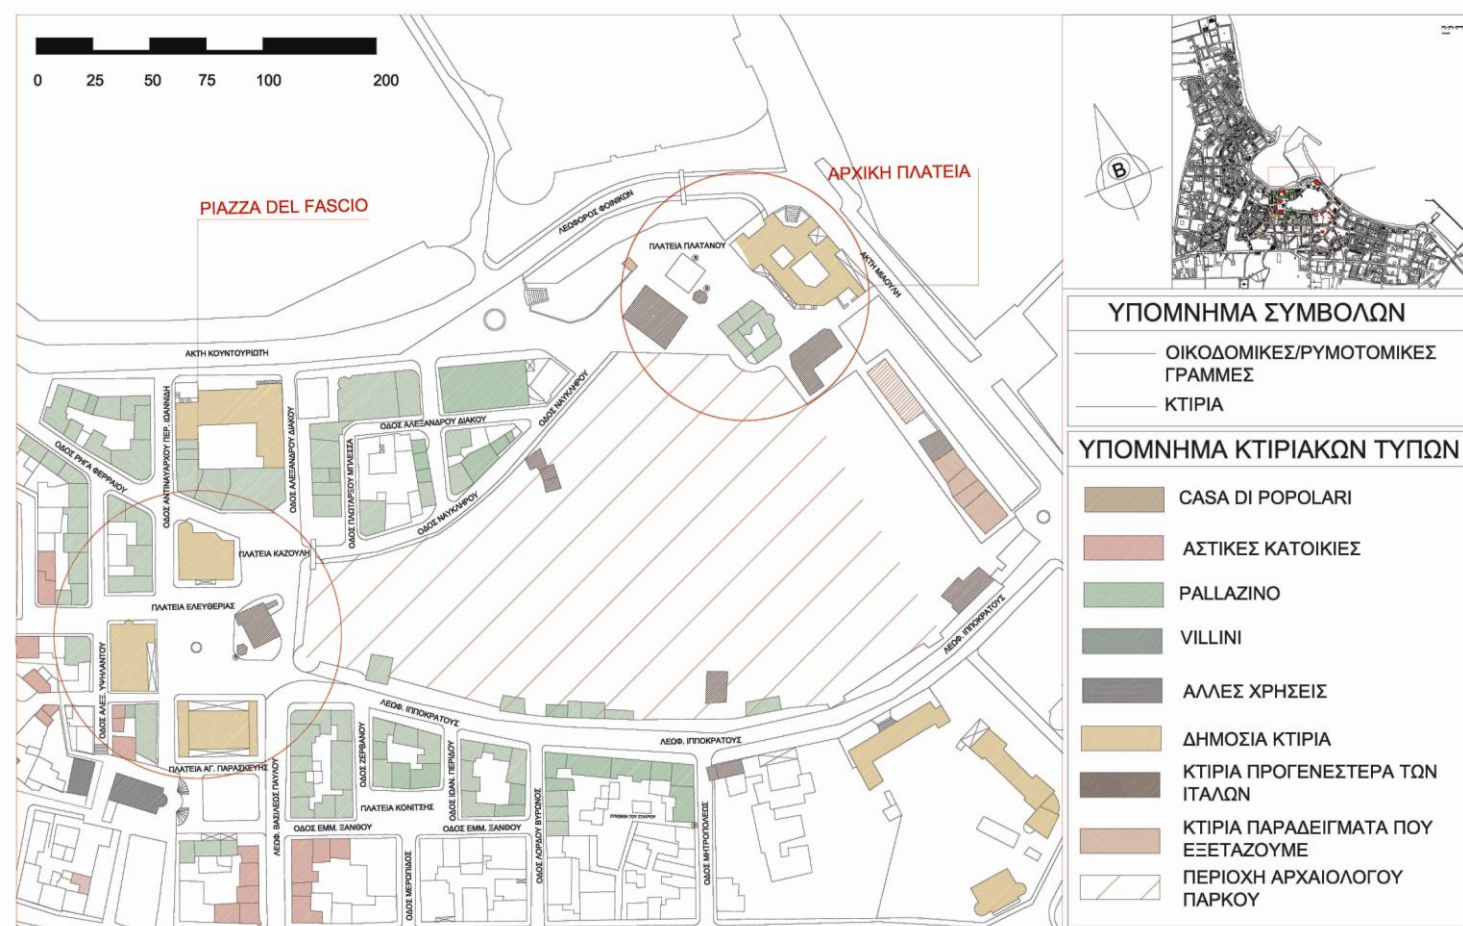 0 25 50 75 100 200
PIAZZA DEL FASCIO
ΑΡΧΙΚΗ ΠΛΑΤΕΙΑ
ΛΕΩΦΟΡΟΣ ΦΟΙΝΙΚΩΝ
ΠΛΑΤΕΙΑ ΠΛΑΤΑΝΟΥ
ΑΚΤΗ ΜΙΑΟΥΛΗ
ΑΚΤΗ ΚΟΥΝΤΟΥΡΙΩΤΗ
ΟΔΟΣ ΡΗΓΑ ΦΕΡΡΑΙΟΥ
ΟΔΟΣ ΑΝΤΙΝΑΥΑΡΧΟΥ ΠΕΡ. ΙΩΑΝΝΙΔΗ
ΟΔΟΣ ΑΛΕΞΑΝΔΡΟΥ ΔΙΑΚΟΥ
ΟΔΟΣ ΑΛΕΞΑΝΔΡΟΥ ΔΙΑΚΟΥ
ΟΔΟΣ ΠΛΩΤΑΡΧΟΥ ΜΠΛΕΣΣΑ
ΟΔΟΣ ΝΑΥΚΛΗΡΟΥ
ΟΔΟΣ ΝΑΥΚΛΗΡΟΥ
ΠΛΑΤΕΙΑ ΚΑΖΟΥΛΗ
ΠΛΑΤΕΙΑ ΕΛΕΥΘΕΡΙΑΣ
ΟΔΟΣ ΑΛΕΞ. ΥΨΗΛΑΝΤΟΥ
ΛΕΩΦ. ΙΠΠΟΚΡΑΤΟΥΣ
ΛΕΩΦ. ΙΠΠΟΚΡΑΤΟΥΣ
ΛΕΩΦ. ΙΠΠΟΚΡΑΤΟΥΣ
ΠΛΑΤΕΙΑ ΑΓ. ΠΑΡΑΣΚΕΥΗΣ
ΛΕΩΦ. ΒΑΣΙΛΕΩΣ ΠΑΥΛΟΥ
ΟΔΟΣ ΖΕΡΒΑΝΟΥ
ΟΔΟΣ ΙΩΑΝ. ΠΕΡΙΔΟΥ
ΠΛΑΤΕΙΑ ΚΟΝΙΤΣΗΣ
ΟΔΟΣ ΕΜΜ. ΞΑΝΘΟΥ
ΟΔΟΣ ΕΜΜ. ΞΑΝΘΟΥ
ΟΔΟΣ ΜΕΡΟΠΙΔΟΣ
ΟΔΟΣ ΛΟΡΔΟΥ ΒΥΡΩΝΟΣ
ΟΔΟΣ ΜΗΤΡΟΠΟΛΕΩΣ
Β
ΥΠΟΜΝΗΜΑ ΣΥΜΒΟΛΩΝ
ΟΙΚΟΔΟΜΙΚΕΣ/ΡΥΜΟΤΟΜΙΚΕΣ
ΓΡΑΜΜΕΣ
ΚΤΙΡΙΑ
ΥΠΟΜΝΗΜΑ ΚΤΙΡΙΑΚΩΝ ΤΥΠΩΝ
CASA DI POPOLARI
ΑΣΤΙΚΕΣ ΚΑΤΟΙΚΙΕΣ
PALLAZINO
VILLINI
ΑΛΛΕΣ ΧΡΗΣΕΙΣ
ΔΗΜΟΣΙΑ ΚΤΙΡΙΑ
ΚΤΙΡΙΑ ΠΡΟΓΕΝΕΣΤΕΡΑ ΤΩΝ
ΙΤΑΛΩΝ
ΚΤΙΡΙΑ ΠΑΡΑΔΕΙΓΜΑΤΑ ΠΟΥ
ΕΞΕΤΑΖΟΥΜΕ
ΠΕΡΙΟΧΗ ΑΡΧΑΙΟΛΟΓΟΥ
ΠΑΡΚΟΥ